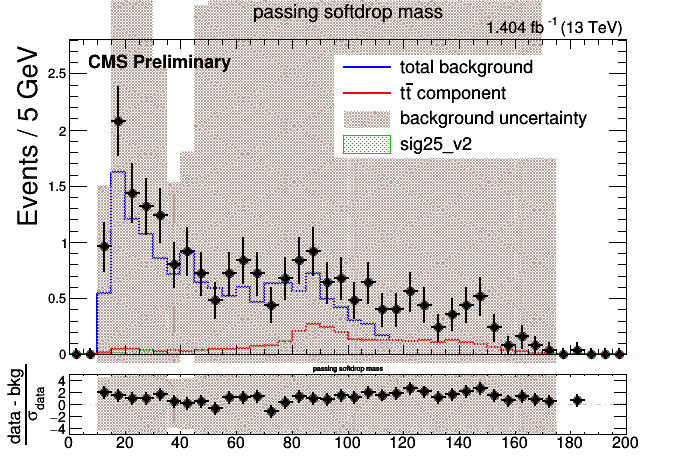 passing softdrop mass
1.404 fb⁻¹ (13 TeV)
CMS Preliminary
total background
tt̄ component
background uncertainty
sig25_v2
Events / 5 GeV
2.5
2
1.5
1
0.5
0
passing softdrop mass
data - bkg
σ_data
4
2
0
−2
−4
0 20 40 60 80 100 120 140 160 180 200